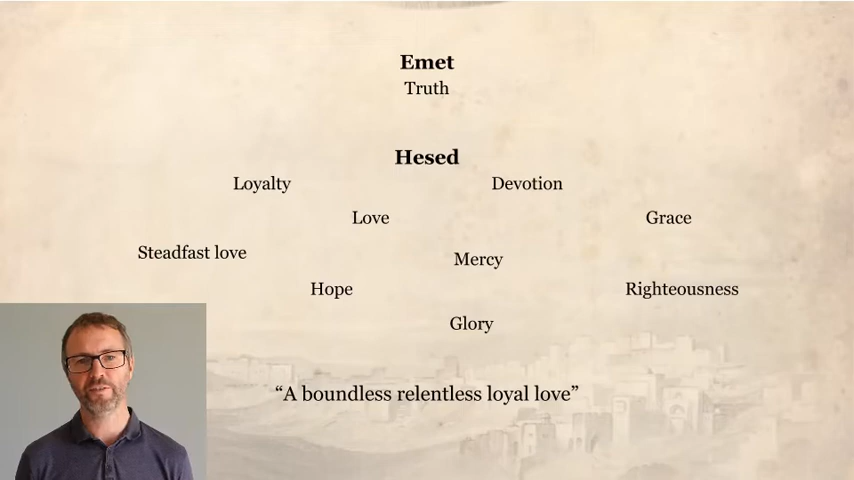 Emet
Truth
Hesed
Loyalty
Devotion
Love
Grace
Steadfast love
Mercy
Hope
Righteousness
Glory
“A boundless relentless loyal love”